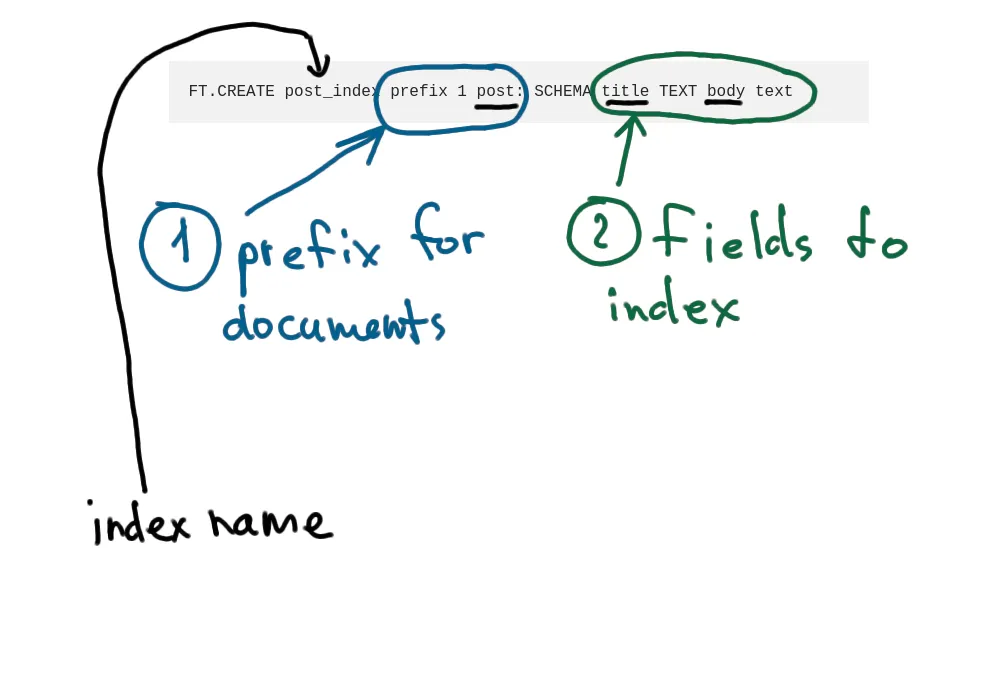 FT.CREATE post_index prefix 1 post: SCHEMA title TEXT body text
1 prefix for
documents
2 fields to
index
index name